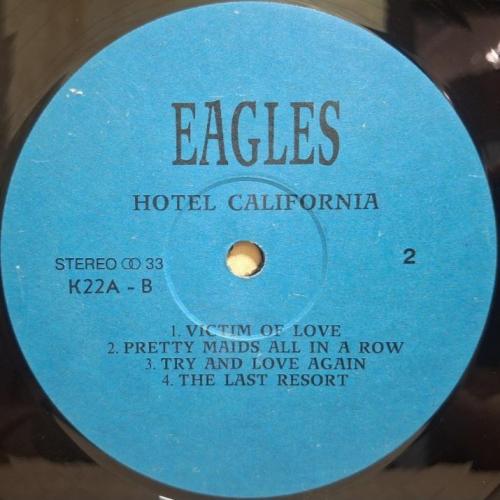 EAGLES
HOTEL CALIFORNIA
STEREO ꝏ 33
2
K22A - B
1. VICTIM OF LOVE
2. PRETTY MAIDS ALL IN A ROW
3. TRY AND LOVE AGAIN
4. THE LAST RESORT